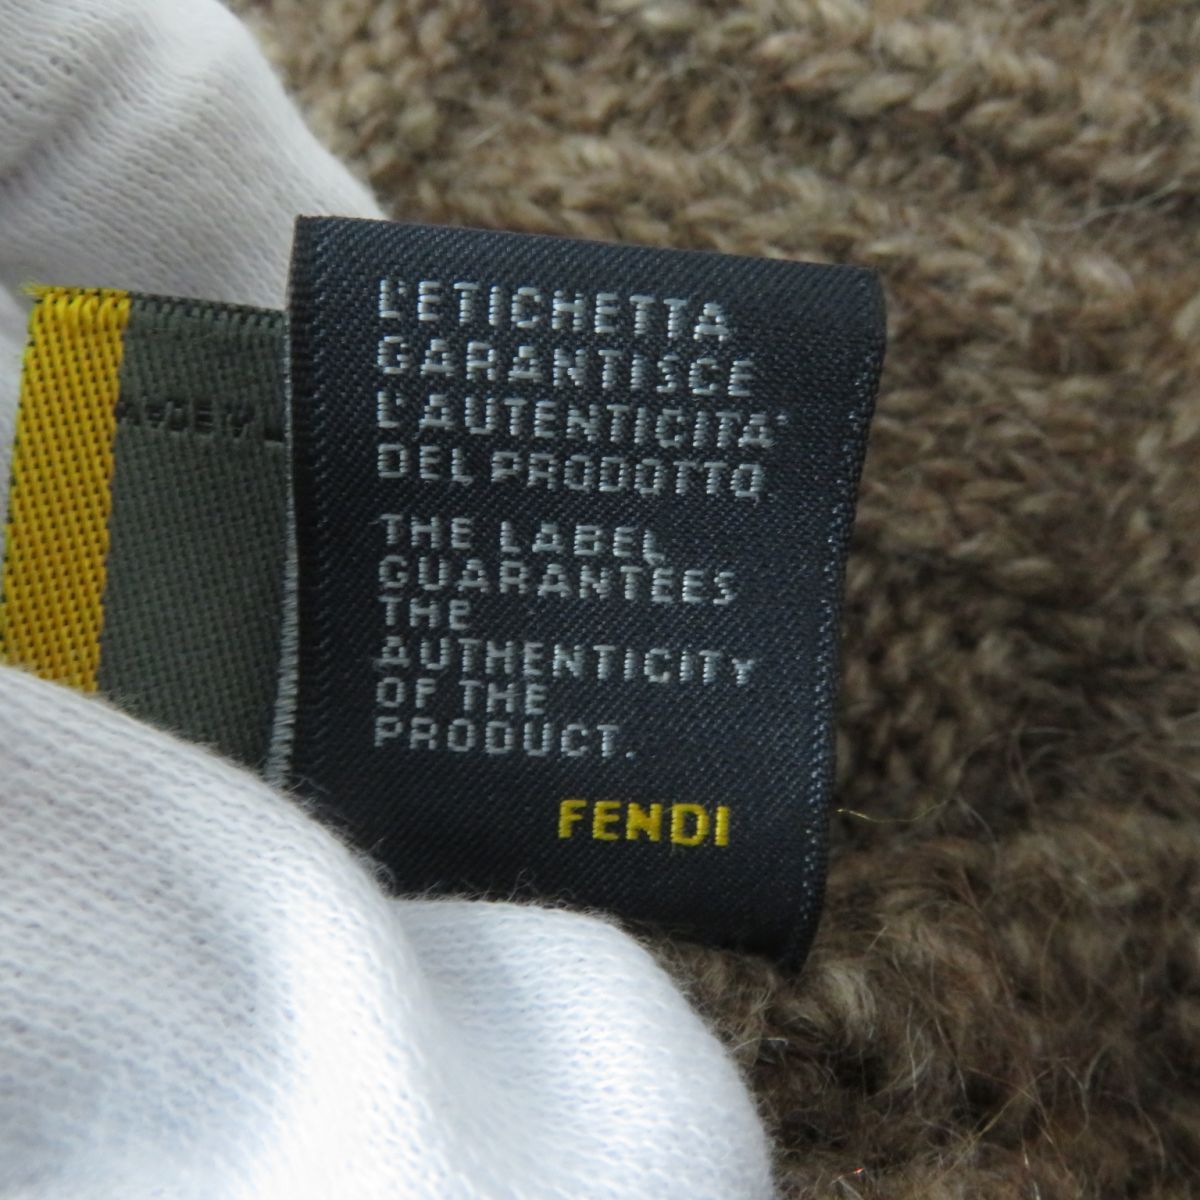 L'ETICHETTA
GARANTISCE
L'AUTENTICITA'
DEL PRODOTTO
THE LABEL
GUARANTEES
THE
AUTHENTICITY
OF THE
PRODUCT.
FENDI